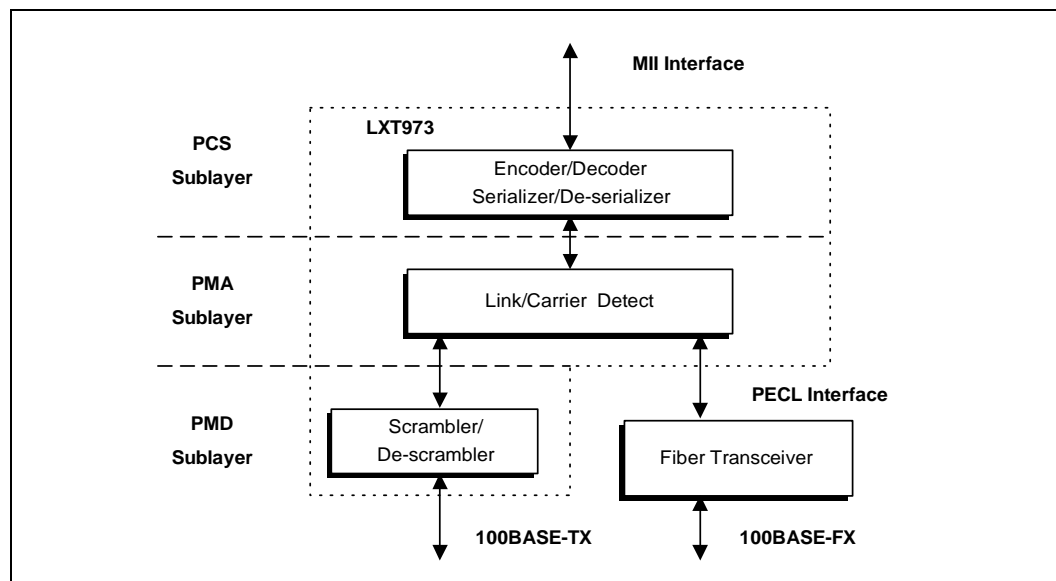 MII Interface
LXT973
PCS
Sublayer
Encoder/Decoder
Serializer/De-serializer
PMA
Sublayer
Link/Carrier Detect
PECL Interface
PMD
Sublayer
Scrambler/
De-scrambler
Fiber Transceiver
100BASE-TX
100BASE-FX